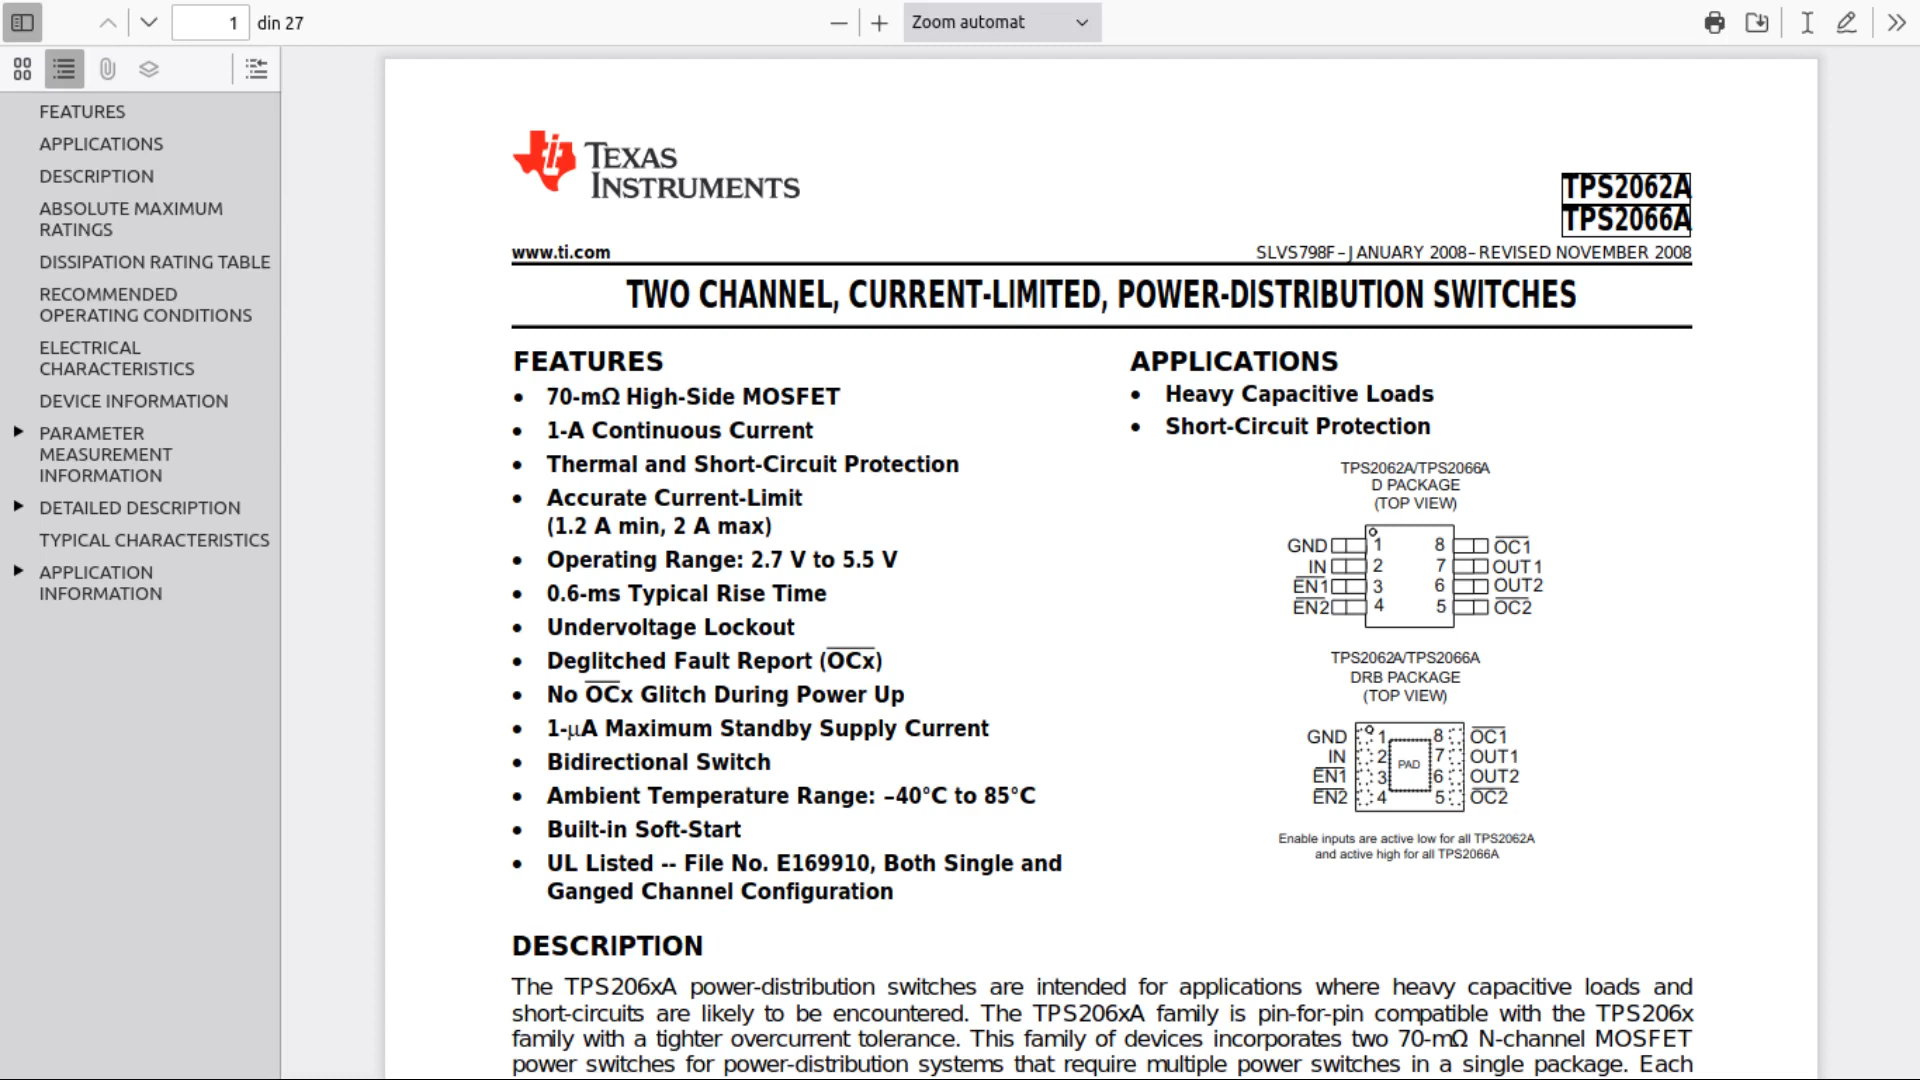 1 din 27
Zoom automat
FEATURES
APPLICATIONS
DESCRIPTION
ABSOLUTE MAXIMUM
RATINGS
DISSIPATION RATING TABLE
RECOMMENDED
OPERATING CONDITIONS
ELECTRICAL
CHARACTERISTICS
DEVICE INFORMATION
PARAMETER
MEASUREMENT
INFORMATION
DETAILED DESCRIPTION
TYPICAL CHARACTERISTICS
APPLICATION
INFORMATION
TEXAS
INSTRUMENTS
TPS2062A
TPS2066A
www.ti.com
SLVS798F–JANUARY 2008–REVISED NOVEMBER 2008
TWO CHANNEL, CURRENT-LIMITED, POWER-DISTRIBUTION SWITCHES
FEATURES
• 70-mΩ High-Side MOSFET
• 1-A Continuous Current
• Thermal and Short-Circuit Protection
• Accurate Current-Limit
(1.2 A min, 2 A max)
• Operating Range: 2.7 V to 5.5 V
• 0.6-ms Typical Rise Time
• Undervoltage Lockout
• Deglitched Fault Report (O̅C̅x̅)
• No O̅C̅x Glitch During Power Up
• 1-μA Maximum Standby Supply Current
• Bidirectional Switch
• Ambient Temperature Range: –40°C to 85°C
• Built-in Soft-Start
• UL Listed -- File No. E169910, Both Single and
Ganged Channel Configuration
APPLICATIONS
• Heavy Capacitive Loads
• Short-Circuit Protection
TPS2062A/TPS2066A
D PACKAGE
(TOP VIEW)
GND 1 8 O̅C̅1̅
IN 2 7 OUT1
E̅N̅1̅ 3 6 OUT2
E̅N̅2̅ 4 5 O̅C̅2̅
TPS2062A/TPS2066A
DRB PACKAGE
(TOP VIEW)
GND 1 8 O̅C̅1̅
IN 2 7 OUT1
PAD
E̅N̅1̅ 3 6 OUT2
E̅N̅2̅ 4 5 O̅C̅2̅
Enable inputs are active low for all TPS2062A
and active high for all TPS2066A
DESCRIPTION
The TPS206xA power-distribution switches are intended for applications where heavy capacitive loads and
short-circuits are likely to be encountered. The TPS206xA family is pin-for-pin compatible with the TPS206x
family with a tighter overcurrent tolerance. This family of devices incorporates two 70-mΩ N-channel MOSFET
power switches for power-distribution systems that require multiple power switches in a single package. Each